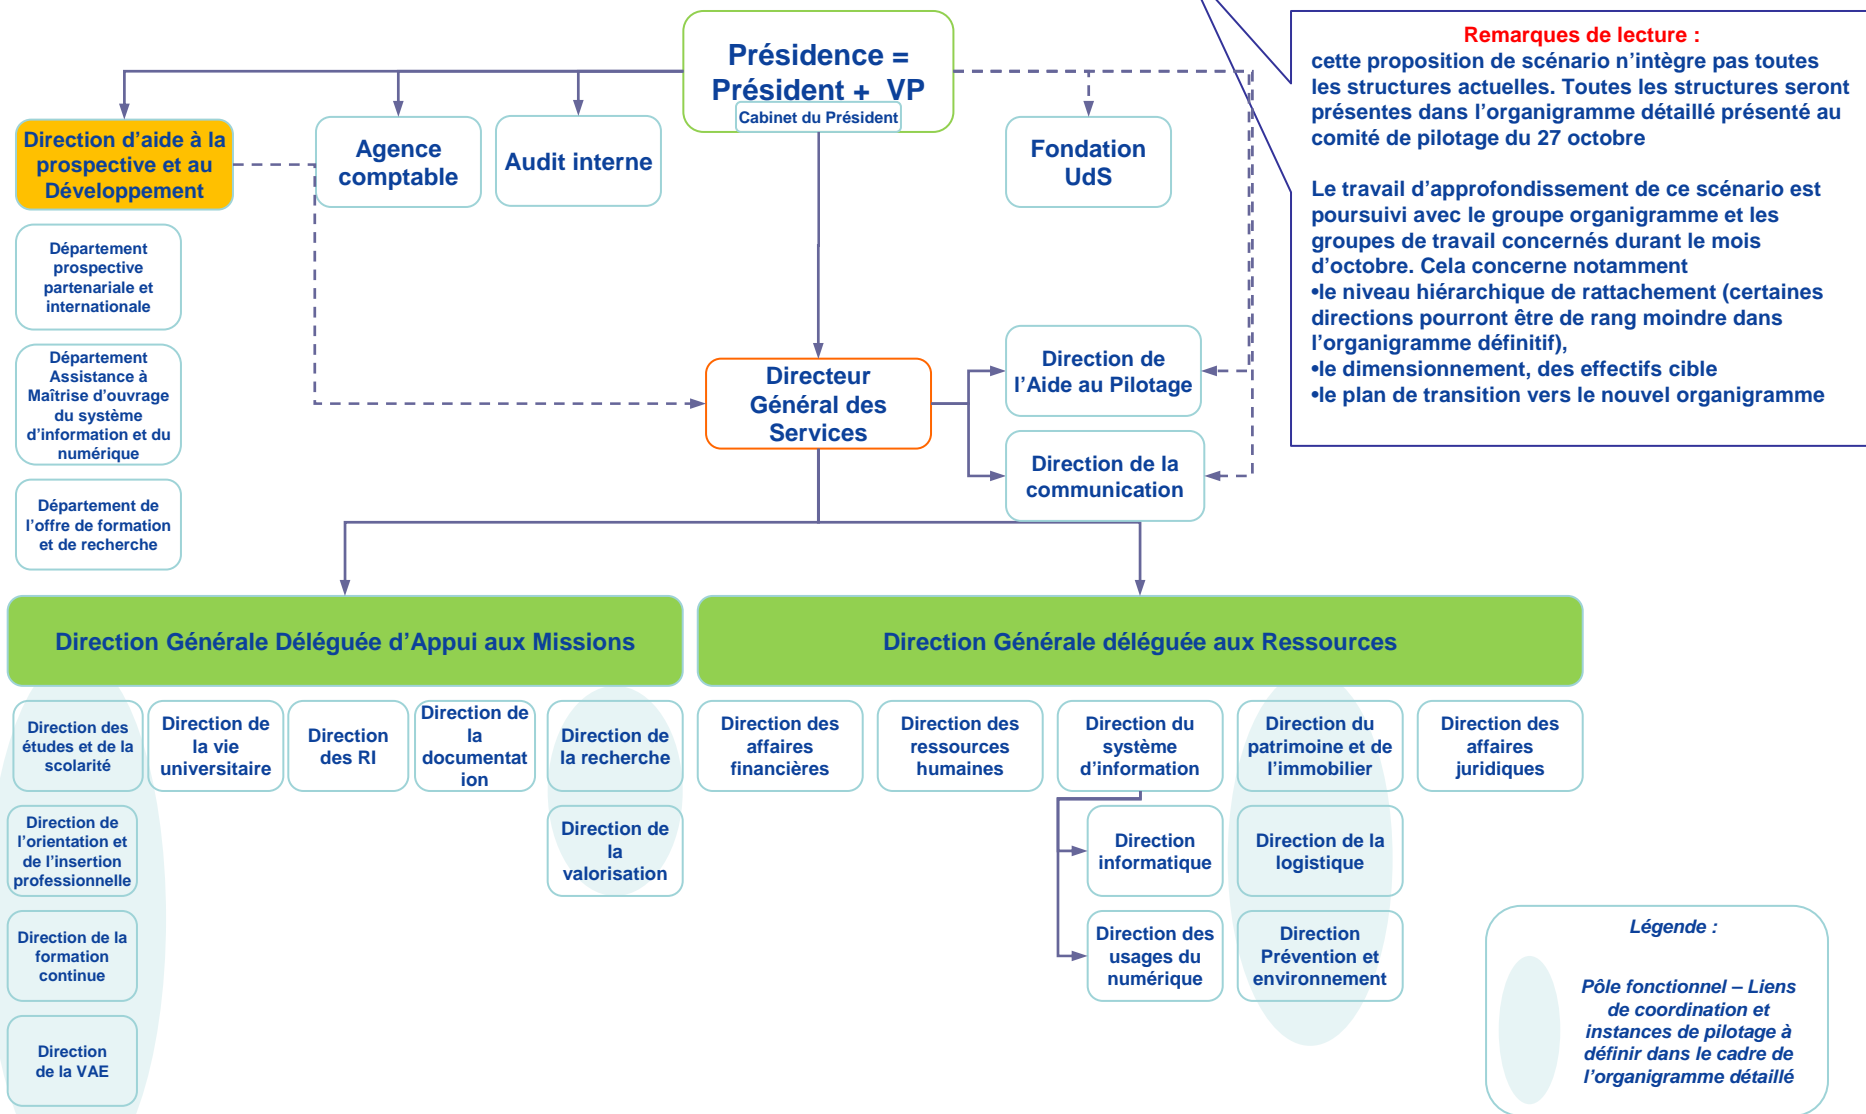 Présidence =
Président +  VP
Cabinet du Président
Remarques de lecture :
cette proposition de scénario n’intègre pas toutes
les structures actuelles. Toutes les structures seront
présentes dans l’organigramme détaillé présenté au
comité de pilotage du 27 octobre
Le travail d’approfondissement de ce scénario est
poursuivi avec le groupe organigramme et les
groupes de travail concernés durant le mois
d’octobre. Cela concerne notamment
•le niveau hiérarchique de rattachement (certaines
directions pourront être de rang moindre dans
l’organigramme définitif),
•le dimensionnement, des effectifs cible
•le plan de transition vers le nouvel organigramme
Direction d’aide à la
prospective et au
Développement
Agence
comptable
Audit interne
Fondation
UdS
Département
prospective
partenariale et
internationale
Département
Assistance à
Maîtrise d’ouvrage
du système
d’information et du
numérique
Département de
l’offre de formation
et de recherche
Directeur
Général des
Services
Direction de
l’Aide au Pilotage
Direction de la
communication
Direction Générale Déléguée d’Appui aux Missions
Direction Générale déléguée aux Ressources
Direction des
études et de la
scolarité
Direction de
la vie
universitaire
Direction
des RI
Direction de
la
documentat
ion
Direction de
la recherche
Direction des
affaires
financières
Direction des
ressources
humaines
Direction du
système
d’information
Direction du
patrimoine et de
l’immobilier
Direction des
affaires
juridiques
Direction de
l’orientation et
de l’insertion
professionnelle
Direction de
la
valorisation
Direction
informatique
Direction de la
logistique
Direction de la
formation
continue
Direction des
usages du
numérique
Direction
Prévention et
environnement
Direction
de la VAE
Légende :
Pôle fonctionnel – Liens
de coordination et
instances de pilotage à
définir dans le cadre de
l’organigramme détaillé